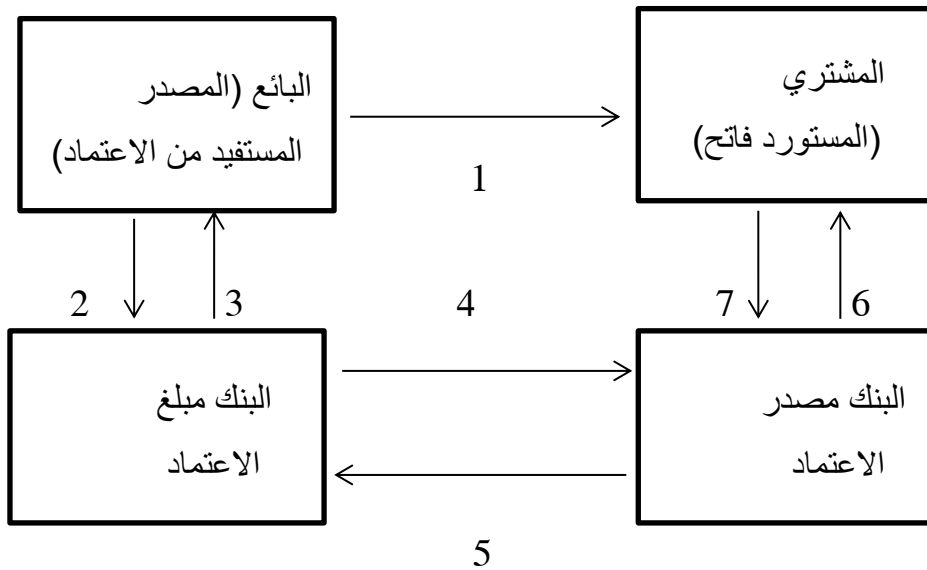 المشتري
(المستورد فاتح)
البائع (المصدر
المستفيد من الاعتماد)
1
2
3
4
7
6
البنك مبلغ
الاعتماد
البنك مصدر
الاعتماد
5